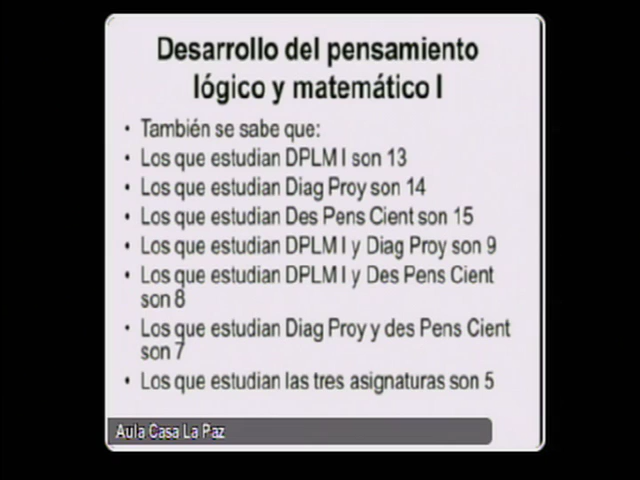 Desarrollo del pensamiento
lógico y matemático I
• También se sabe que:
• Los que estudian DPLM I son 13
• Los que estudian Diag Proy son 14
• Los que estudian Des Pens Cient son 15
• Los que estudian DPLM I y Diag Proy son 9
• Los que estudian DPLM I y Des Pens Cient
son 8
• Los que estudian Diag Proy y des Pens Cient
son 7
• Los que estudian las tres asignaturas son 5
Aula Casa La Paz